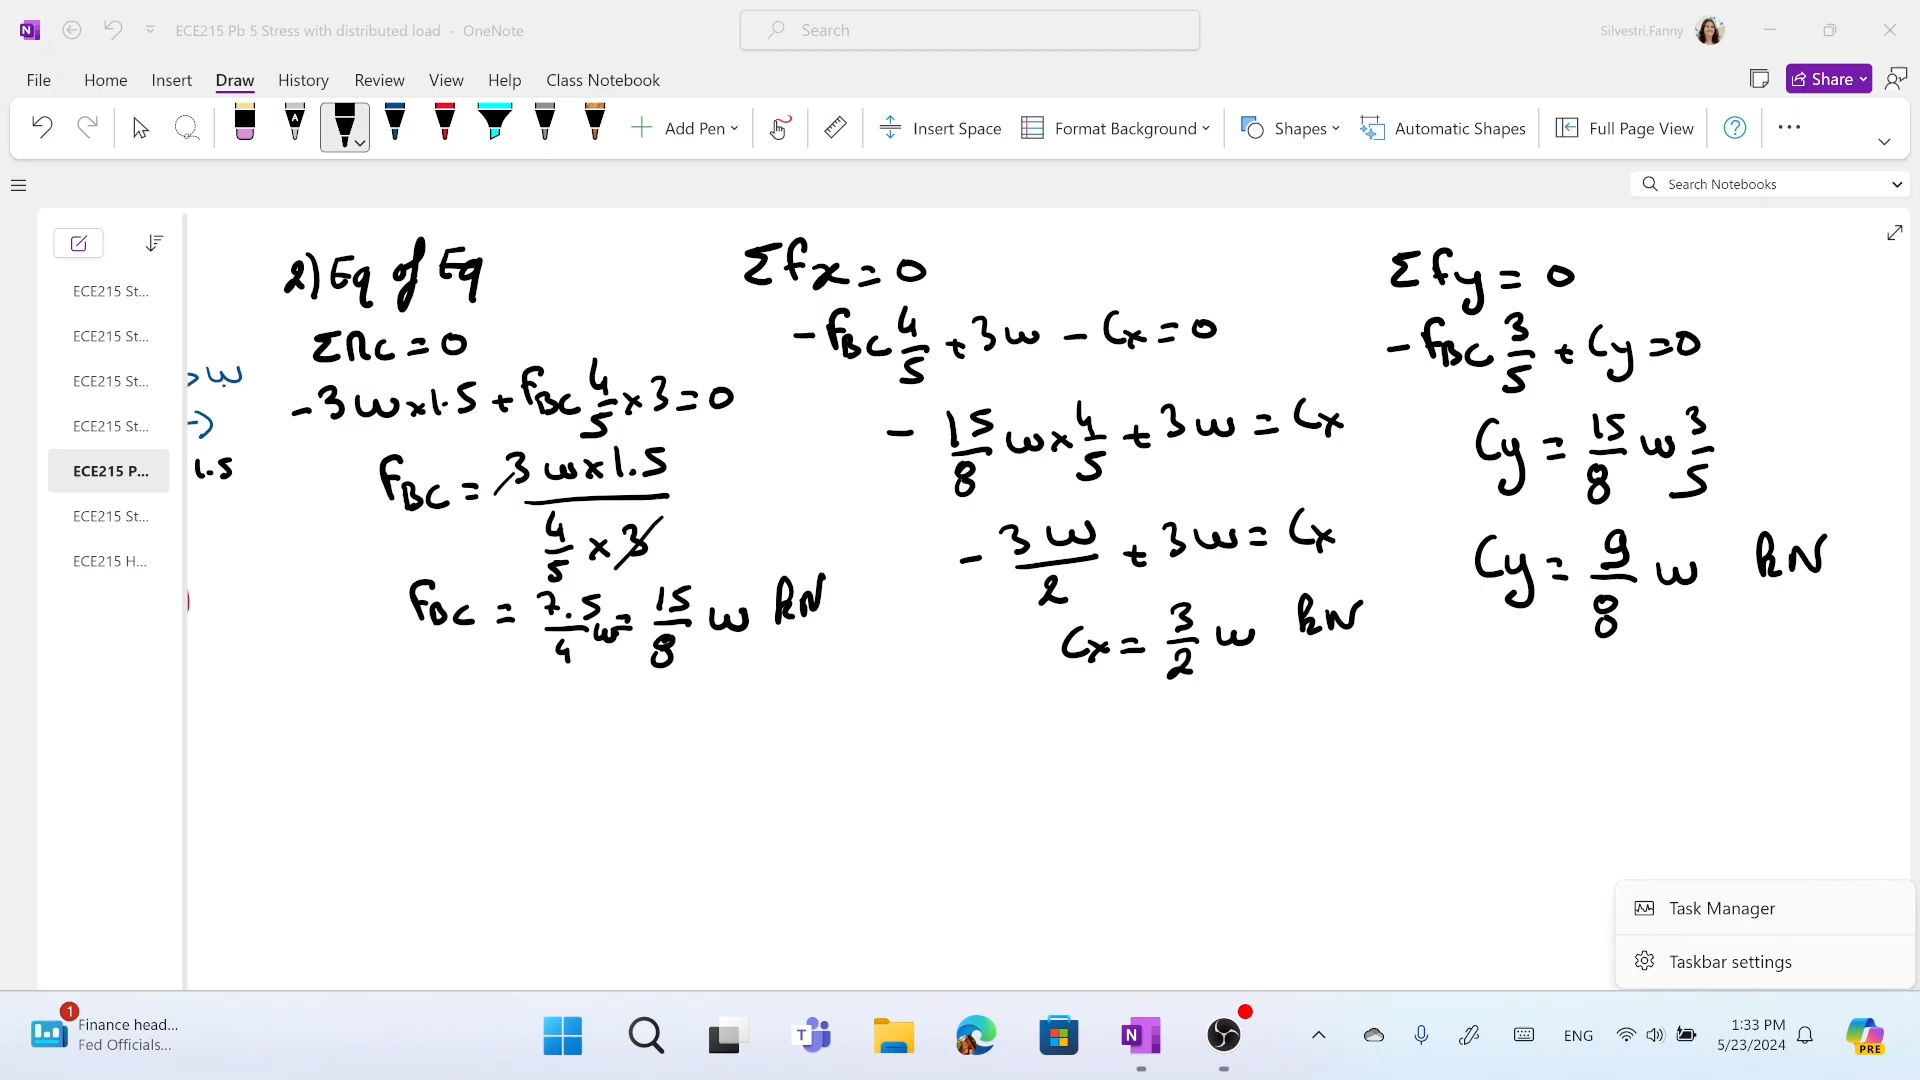 ECE215 Pb 5 Stress with distributed load - OneNote
Search
Silvestri,Fanny
File Home Insert Draw History Review View Help Class Notebook
Share
Add Pen
Insert Space
Format Background
Shapes
Automatic Shapes
Full Page View
Search Notebooks
ECE215 St...
ECE215 St...
ECE215 St...
ECE215 St...
ECE215 P...
ECE215 St...
ECE215 H...
w
1.5
2) Eq of Eq
ΣMc = 0
-3w×1.5 + FBC 4/5 ×3 = 0
FBC = 3w×1.5 / (4/5 × 3)
FBC = 7.5/4 w = 15/8 w kN
Σfx = 0
- FBC 4/5 + 3w - Cx = 0
- 15/8 w × 4/5 + 3w = Cx
- 3w/2 + 3w = Cx
Cx = 3/2 w kN
Σfy = 0
- FBC 3/5 + Cy = 0
Cy = 15/8 w 3/5
Cy = 9/8 w kN
Task Manager
Taskbar settings
1
Finance head...
Fed Officials...
ENG
1:33 PM
5/23/2024
PRE